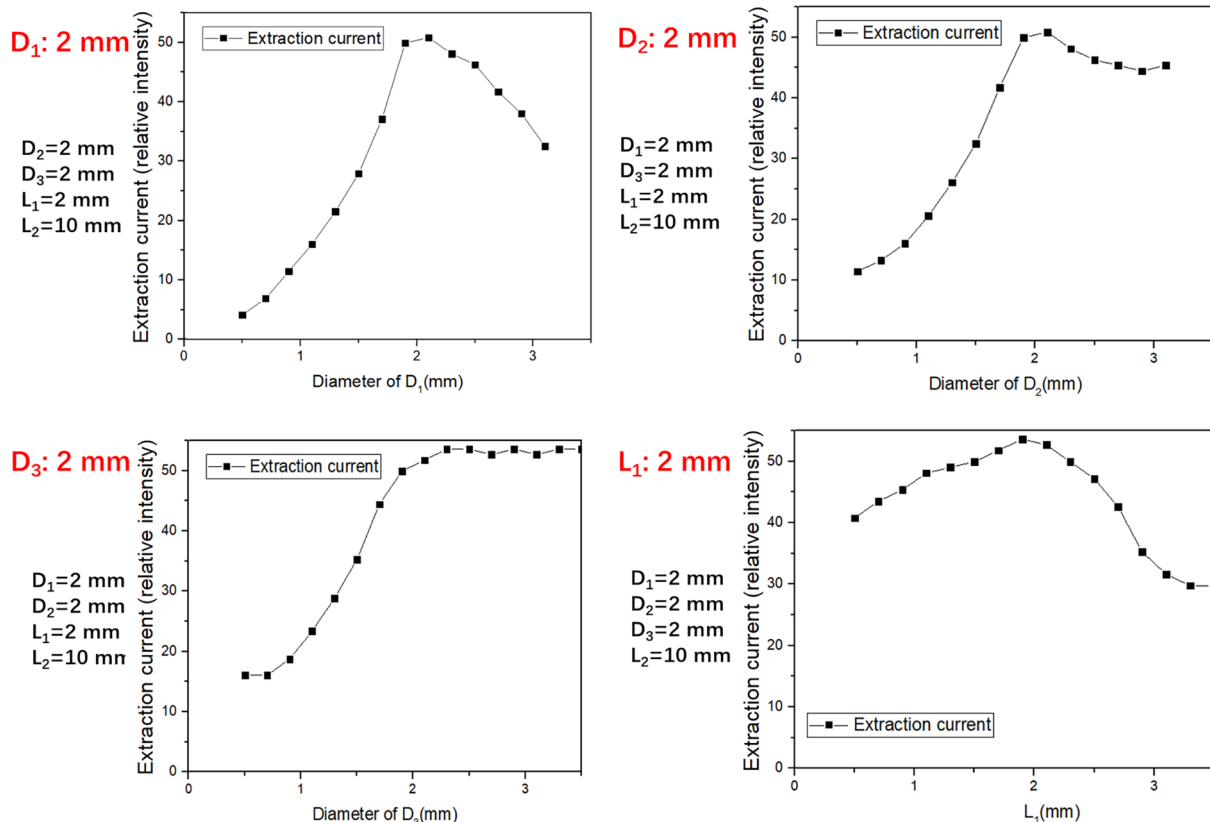 D₁: 2 mm
D₂=2 mm
D₃=2 mm
L₁=2 mm
L₂=10 mm
Extraction current (relative intensity)
Extraction current
50
40
30
20
10
0
0 1 2 3
Diameter of D₁(mm)
D₂: 2 mm
D₁=2 mm
D₃=2 mm
L₁=2 mm
L₂=10 mm
Extraction current (relative intensity)
Extraction current
50
40
30
20
10
0
0 1 2 3
Diameter of D₂(mm)
D₃: 2 mm
D₁=2 mm
D₂=2 mm
L₁=2 mm
L₂=10 mm
Extraction current (relative intensity)
Extraction current
50
40
30
20
10
0
0 1 2 3
Diameter of D₃(mm)
L₁: 2 mm
D₁=2 mm
D₂=2 mm
D₃=2 mm
L₂=10 mm
Extraction current (relative intensity)
Extraction current
50
40
30
20
10
0
0 1 2 3
L₁(mm)